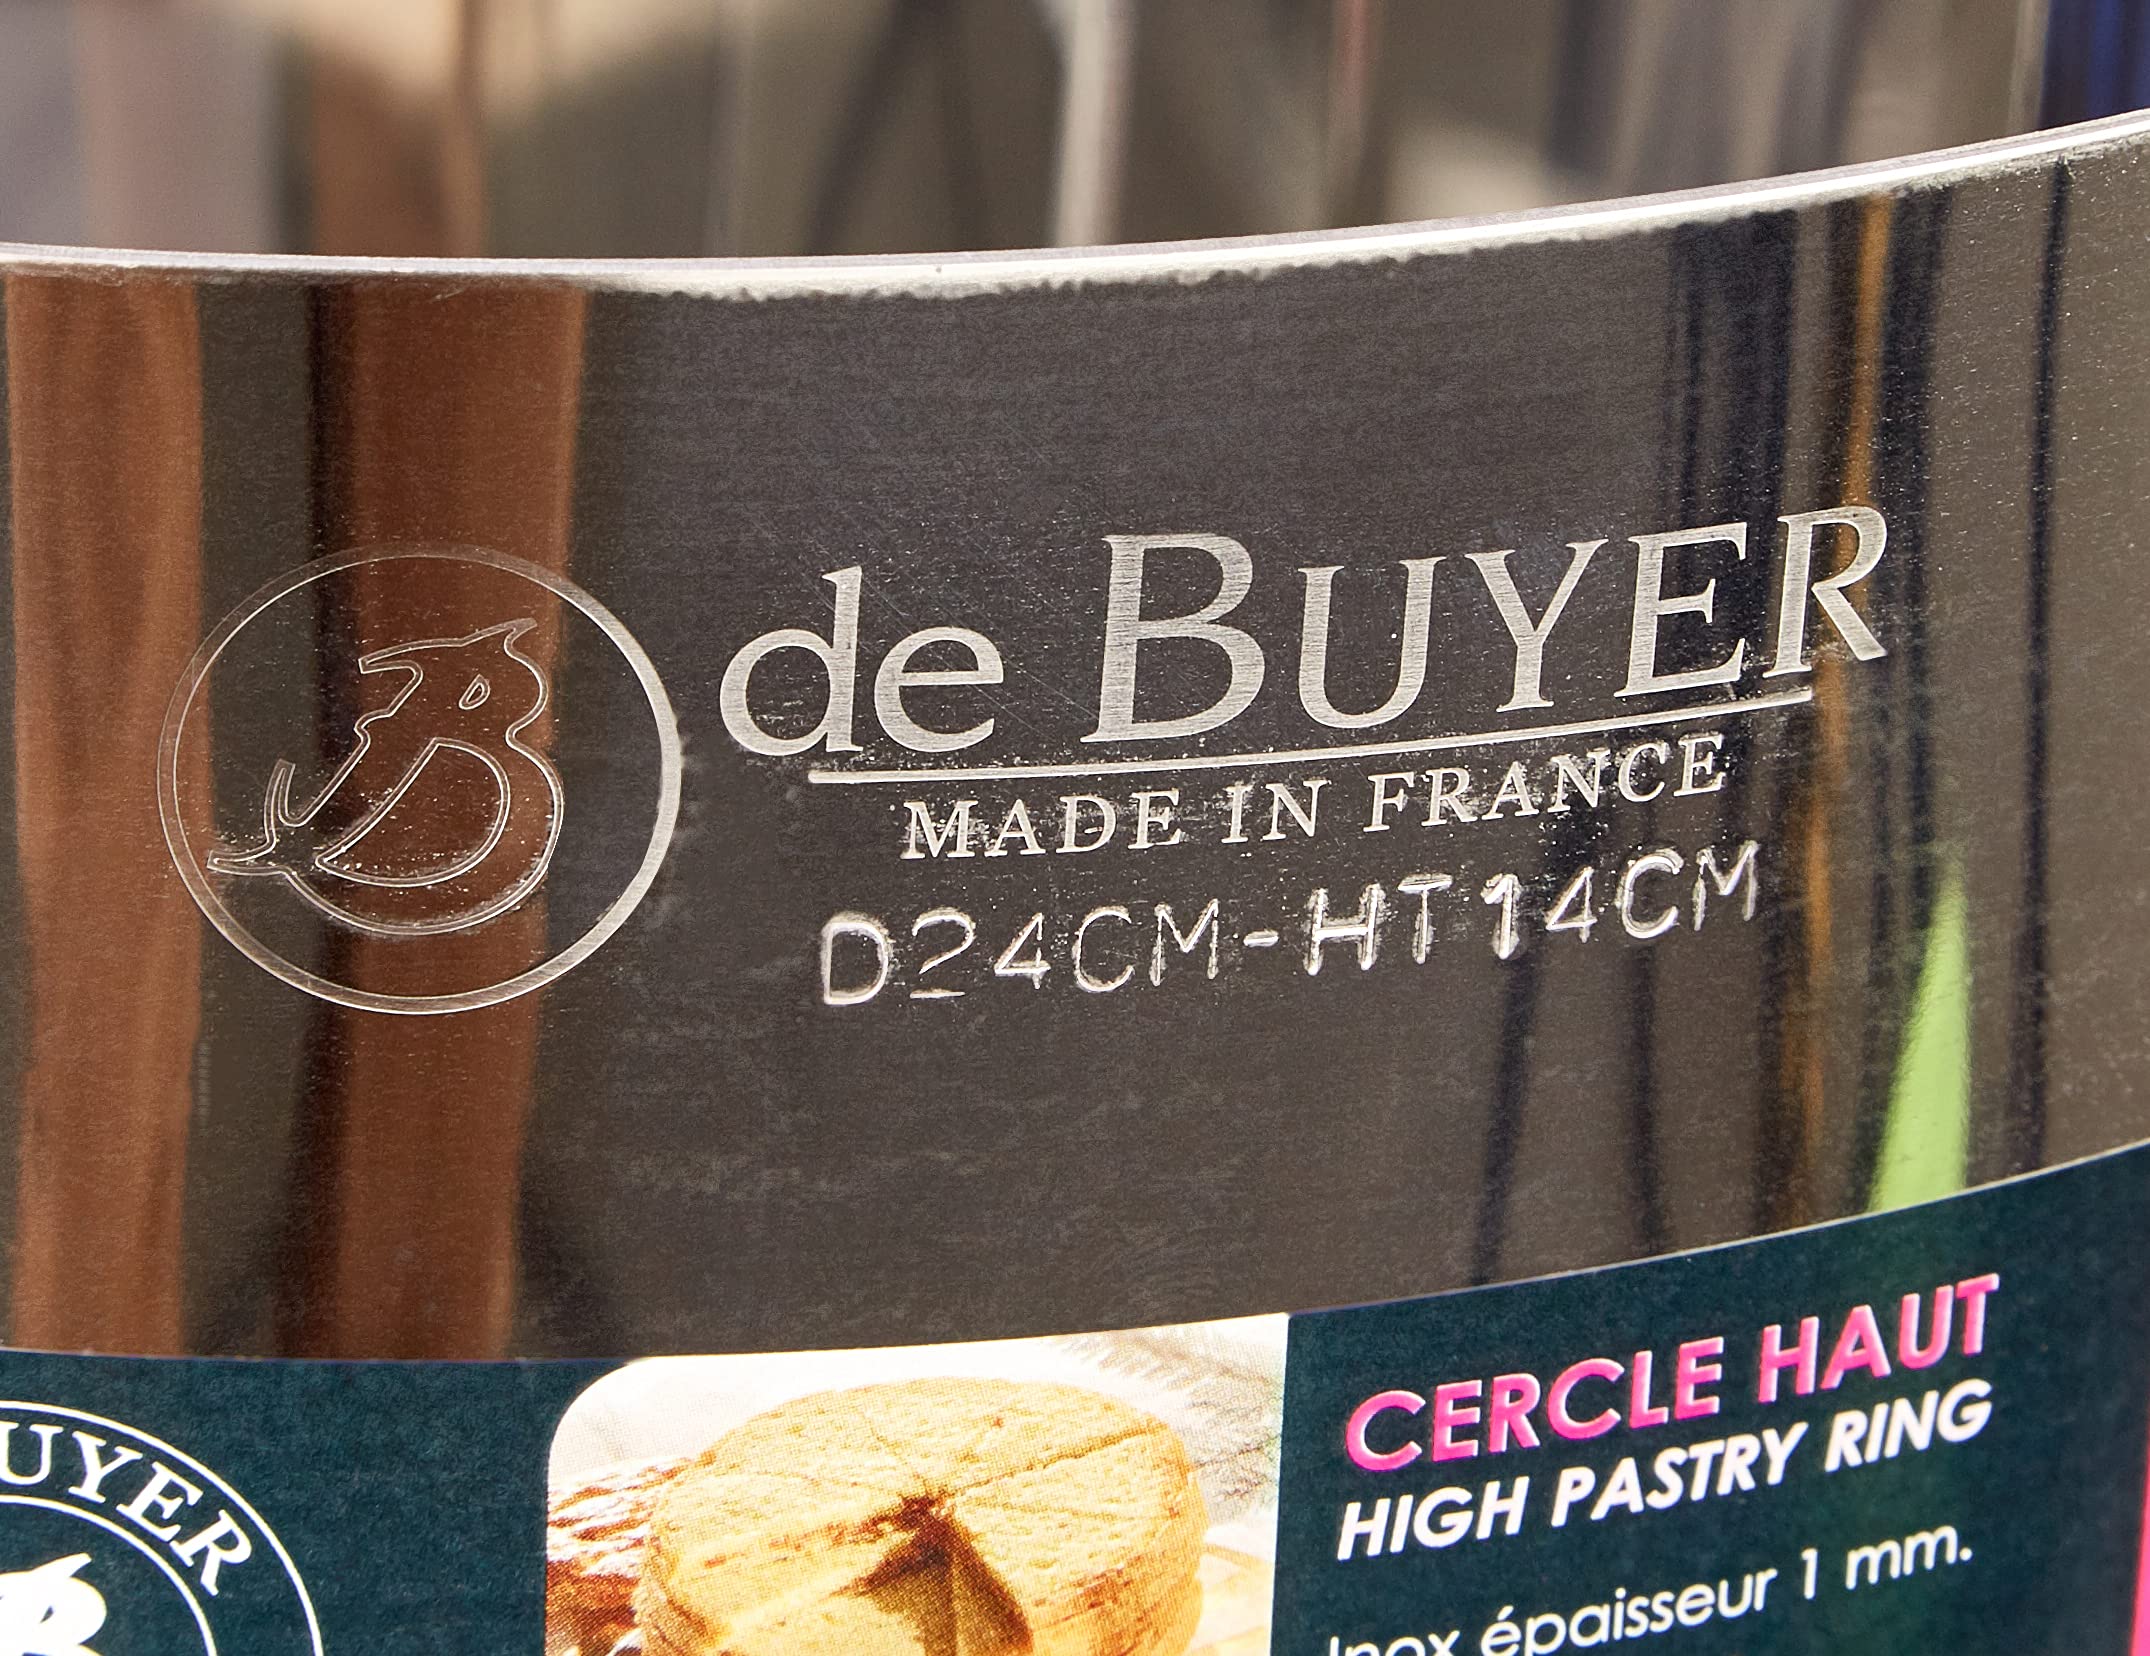 de BUYER
MADE IN FRANCE
D24CM-HT14CM
CERCLE HAUT
HIGH PASTRY RING
Inox épaisseur 1 mm.